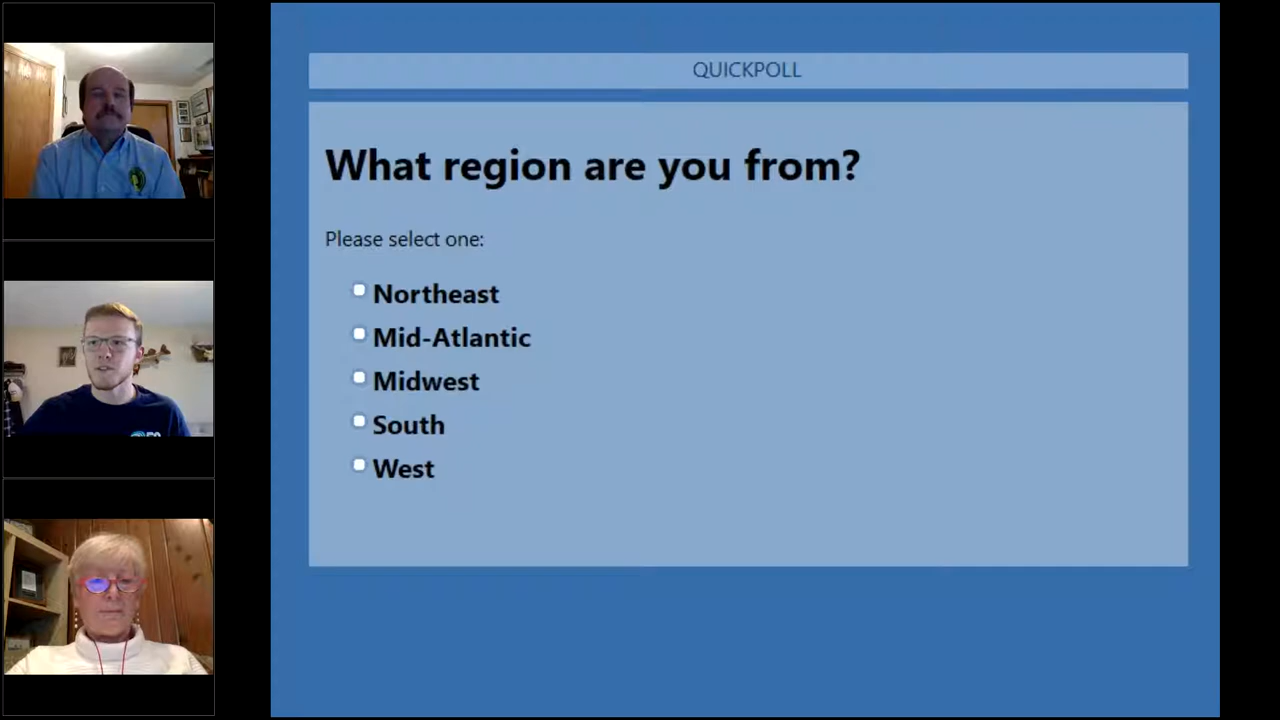 QUICKPOLL
What region are you from?
Please select one:
Northeast
Mid-Atlantic
Midwest
South
West